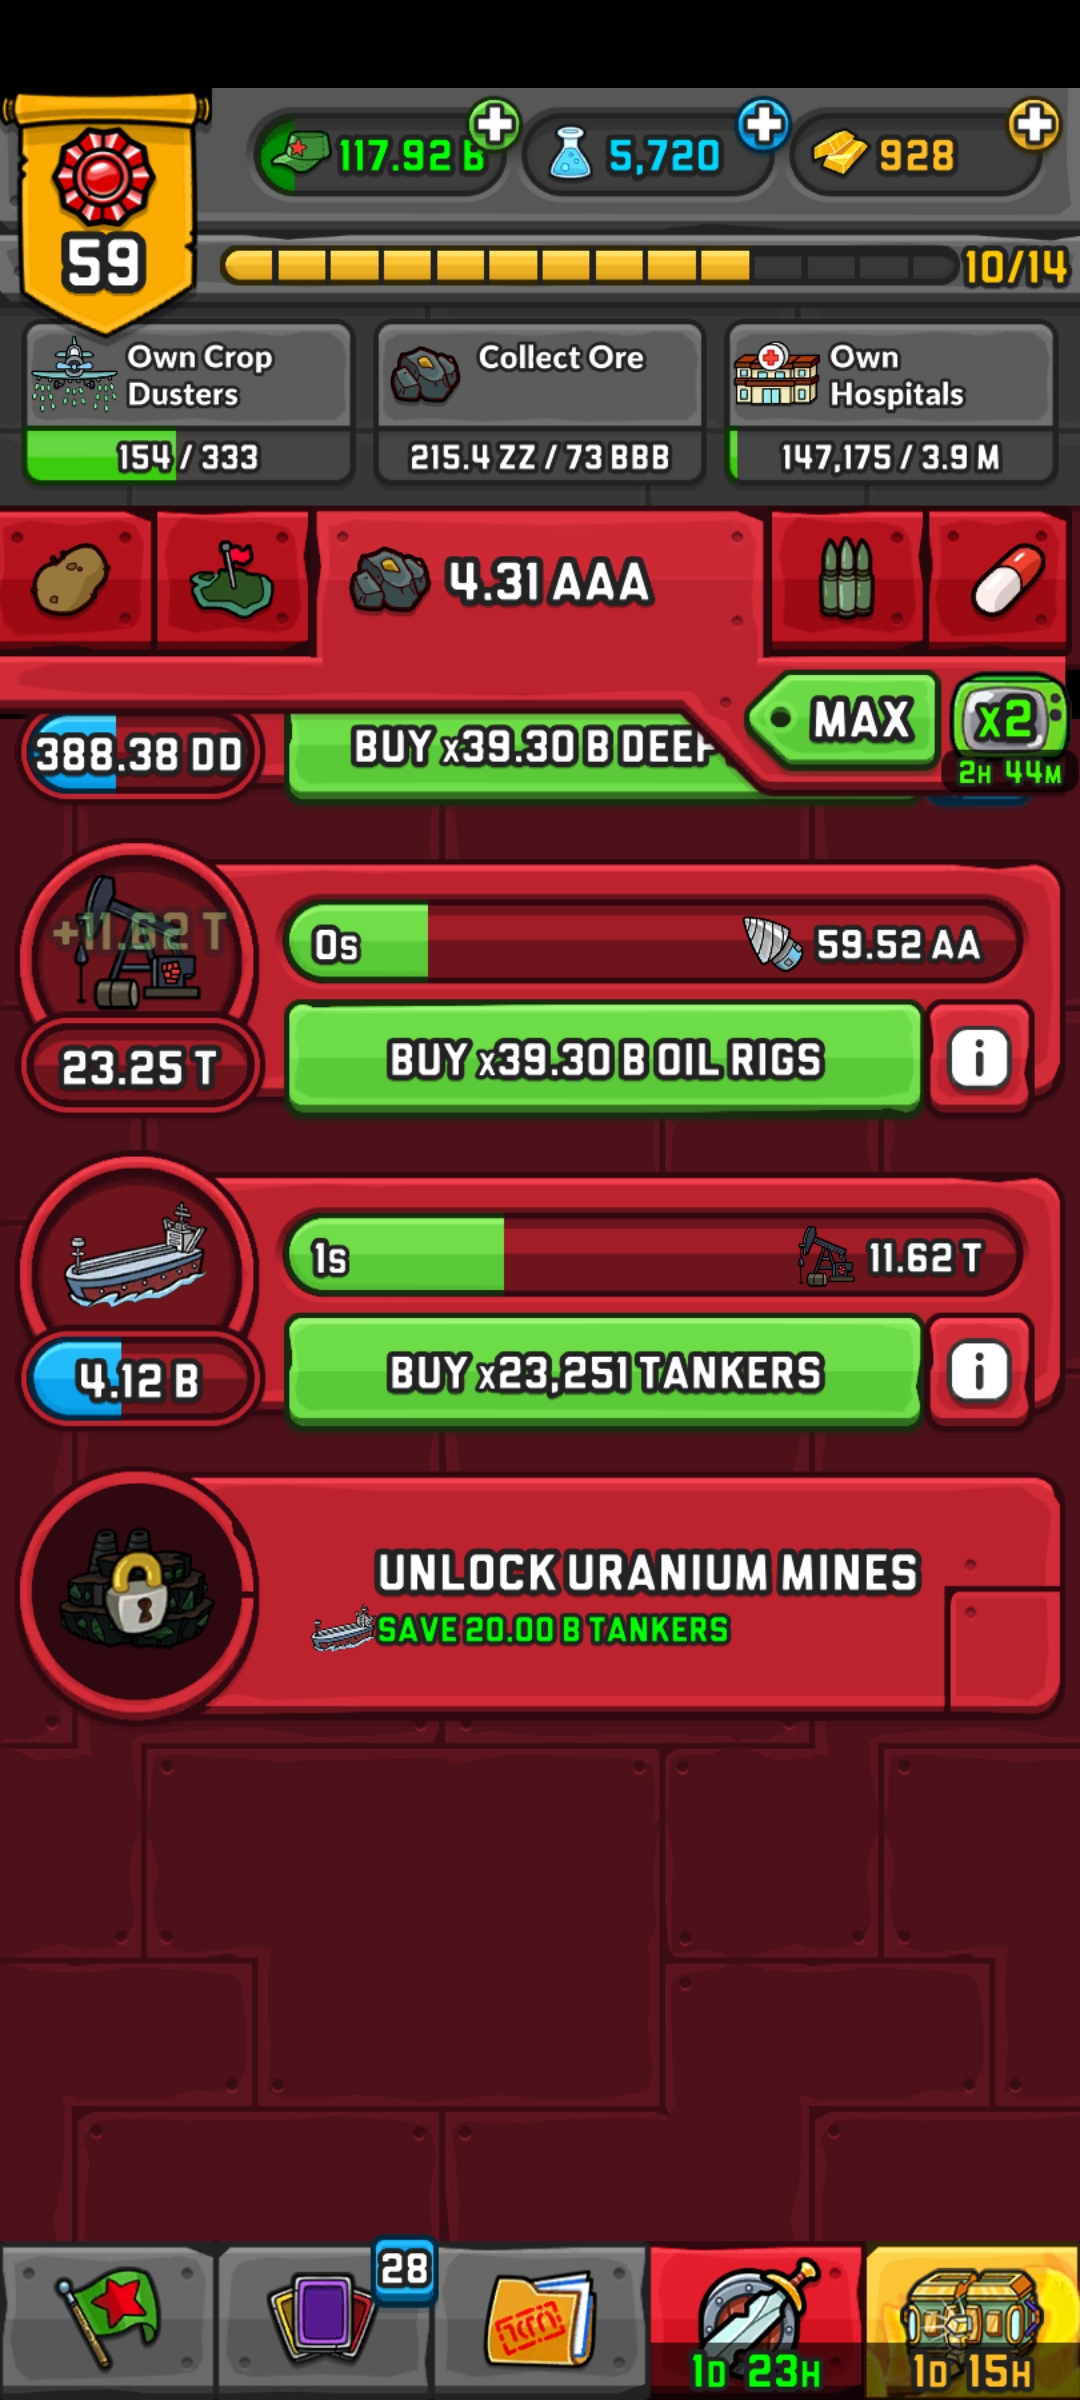 117.92 B
5,720
928
59
10/14
Own Crop
Dusters
154 / 333
Collect Ore
215.4 ZZ / 73 BBB
Own
Hospitals
147,175 / 3.9 M
4.31 AAA
MAX
x2
2H 44M
388.38 DD
BUY x39.30 B DEEP
+11.62 T
0s
59.52 AA
23.25 T
BUY x39.30 B OIL RIGS
i
1s
11.62 T
4.12 B
BUY x23,251 TANKERS
i
UNLOCK URANIUM MINES
SAVE 20.00 B TANKERS
28
1D 23H
1D 15H